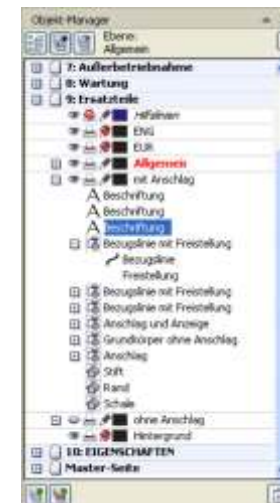 Objekt-Manager
Ebene:
Allgemein
7: Außerbetriebnahme
8: Wartung
9: Ersatzteile
Hilfslinien
ENG
EUR
Allgemein
mit Anschlag
Beschriftung
Beschriftung
Beschriftung
Bezugslinie mit Freistellung
Bezugslinie
Freistellung
Bezugslinie mit Freistellung
Bezugslinie mit Freistellung
Anschlag und Anzeige
Grundkörper ohne Anschlag
Anschlag
Stift
Rand
Schale
ohne Anschlag
Hintergrund
10: EIGENSCHAFTEN
Master-Seite